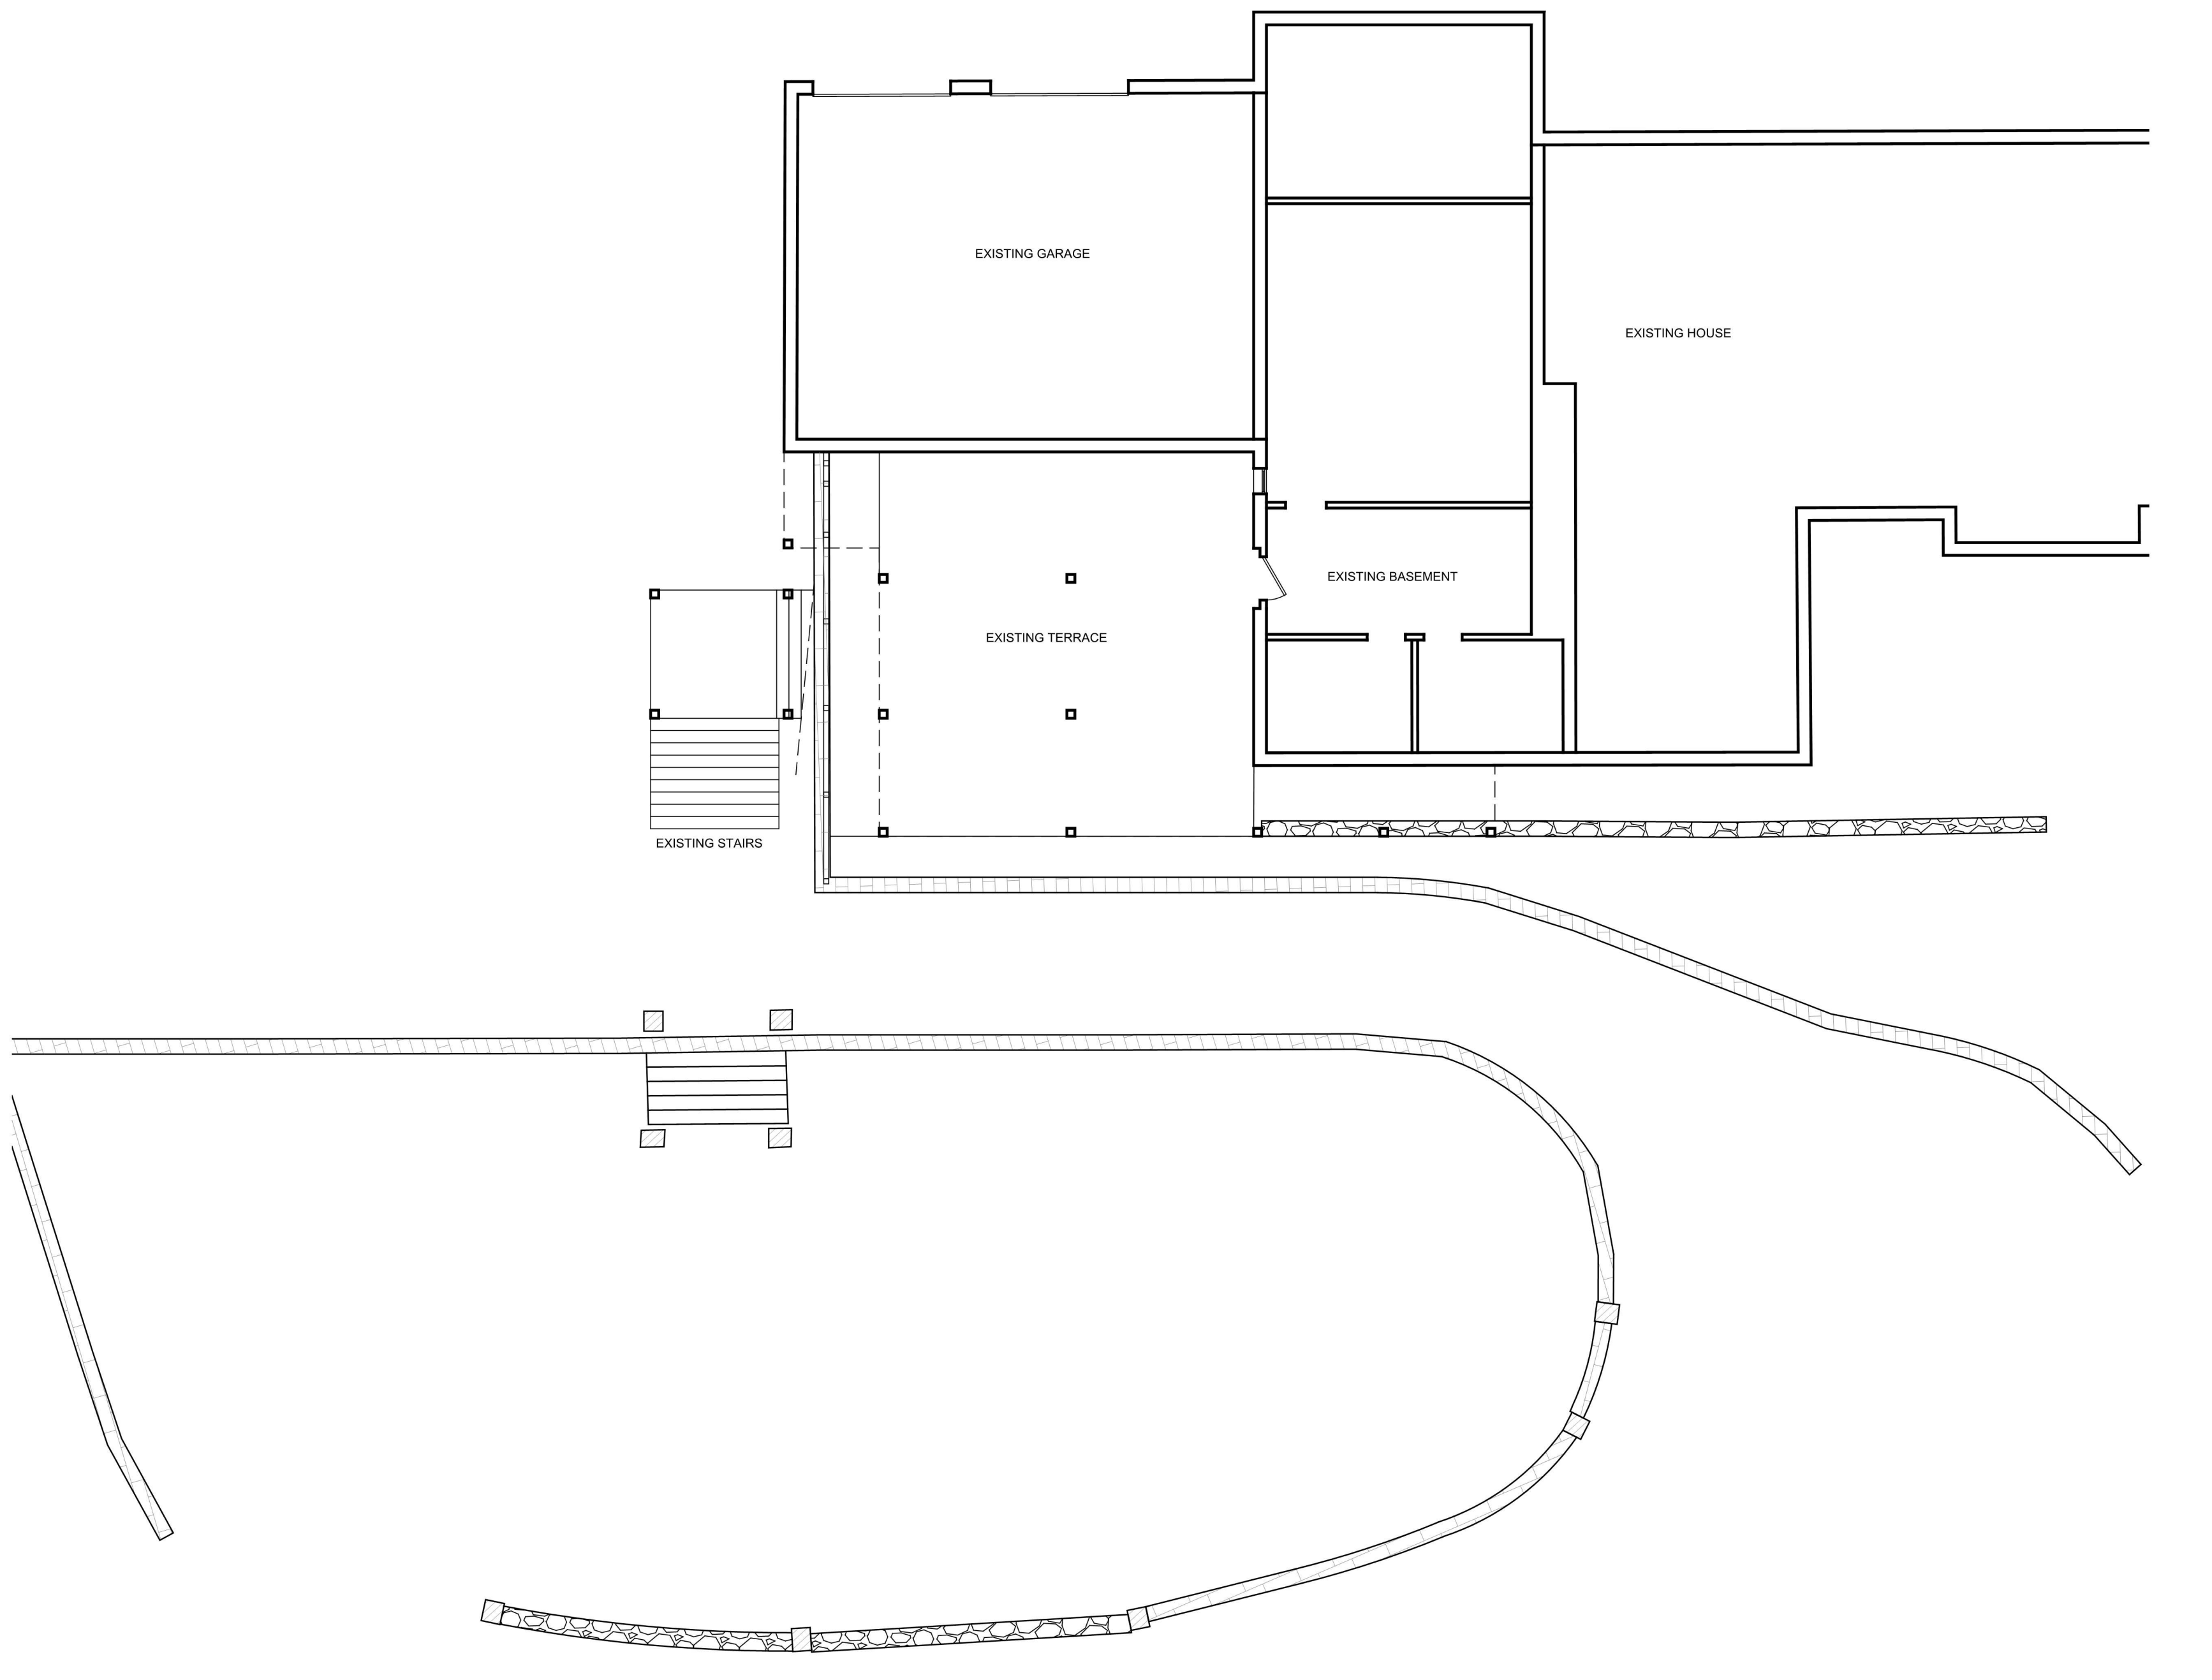 EXISTING GARAGE
EXISTING HOUSE
EXISTING BASEMENT
EXISTING TERRACE
EXISTING STAIRS